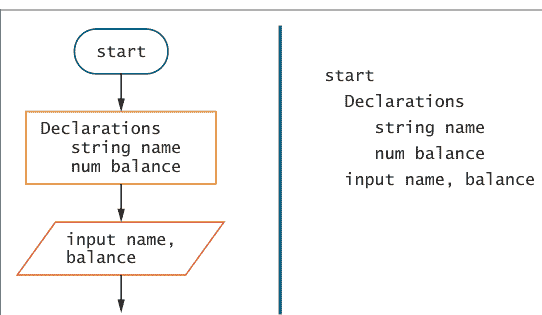 start
Declarations
string name
num balance
input name,
balance
start
Declarations
string name
num balance
input name, balance